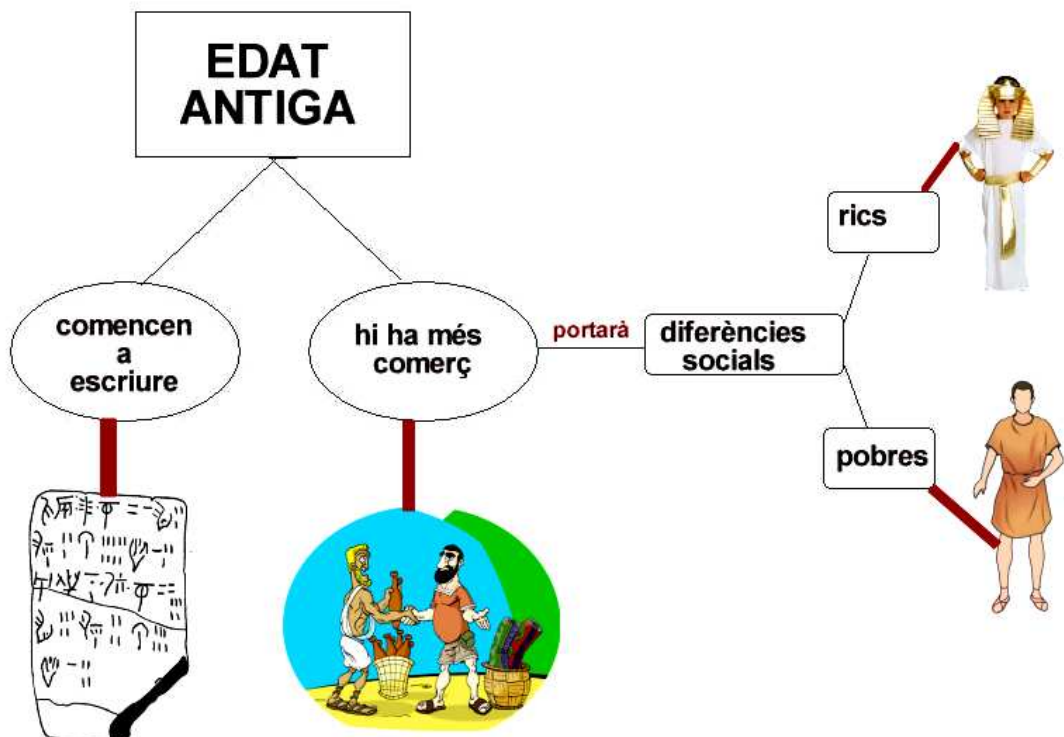 EDAT
ANTIGA
comencen
a
escriure
hi ha més
comerç
portarà
diferències
socials
rics
pobres